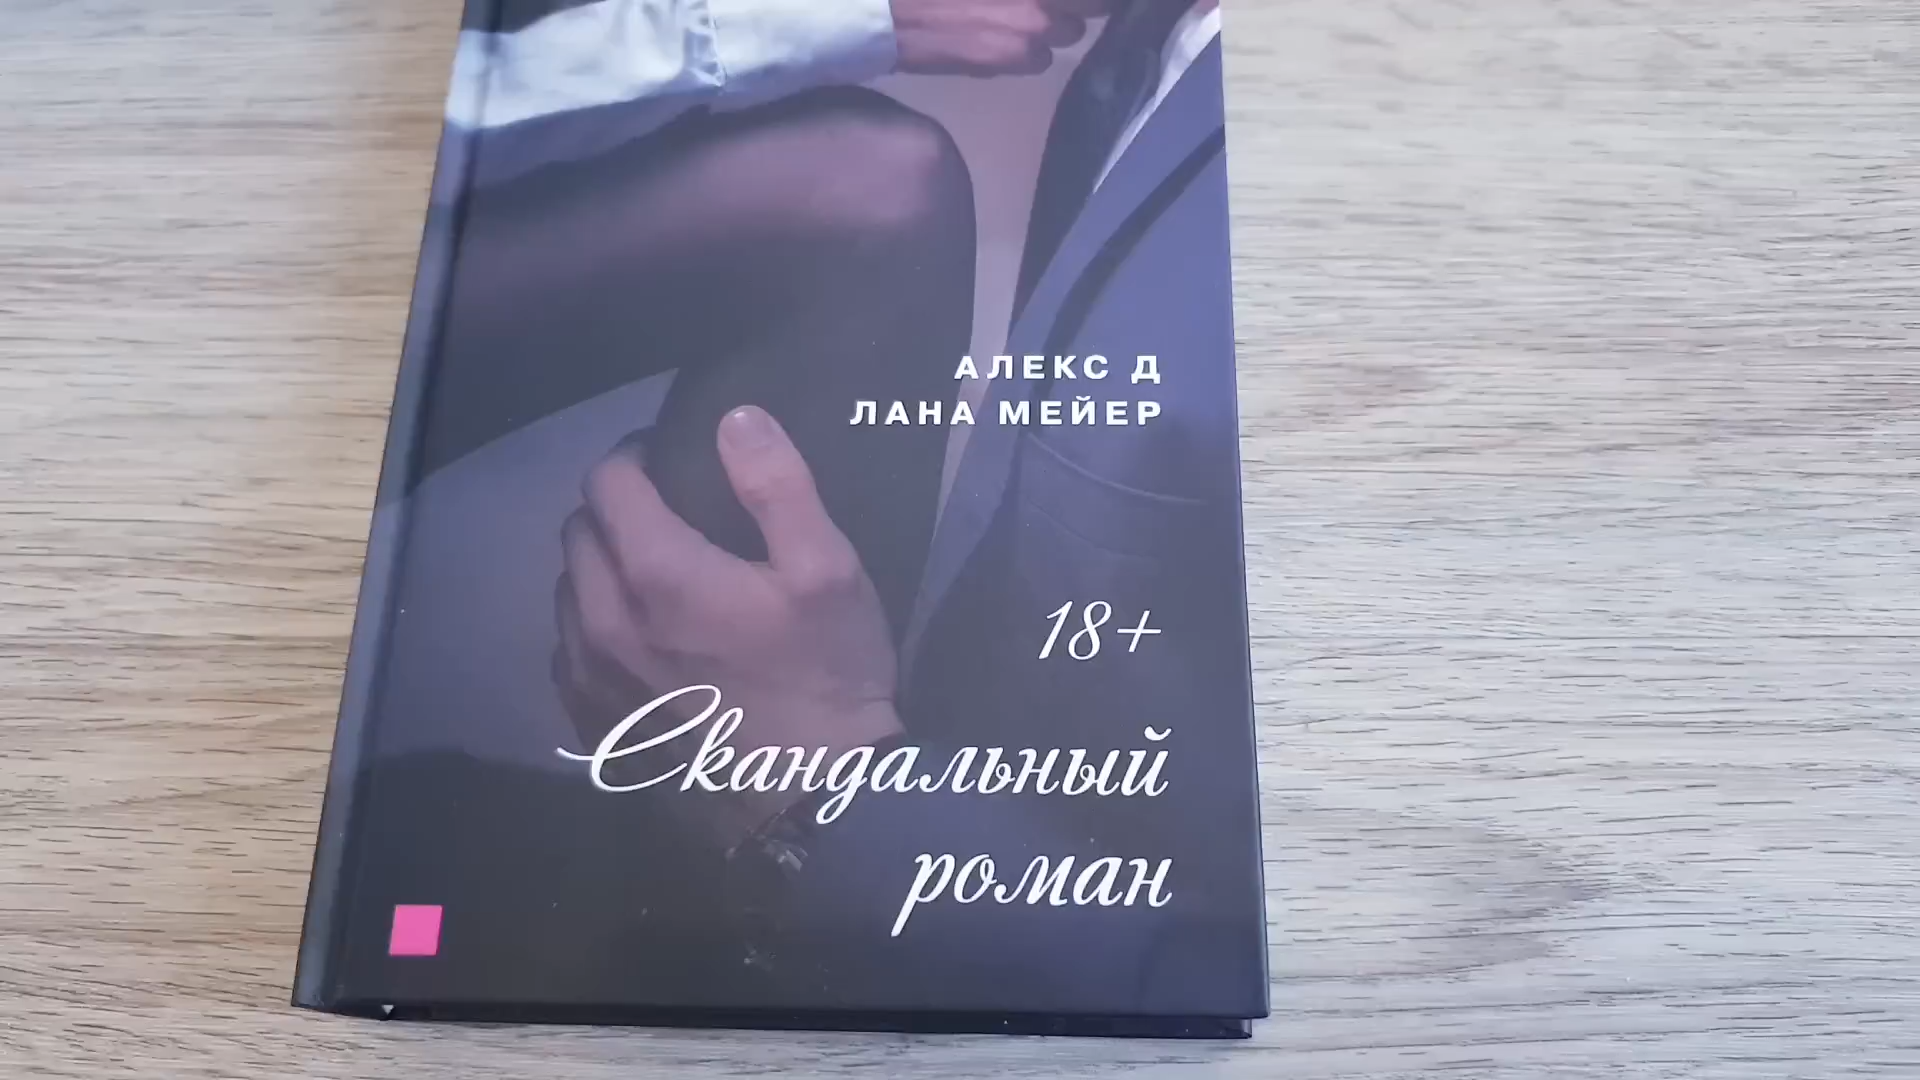 АЛЕКС Д
ЛАНА МЕЙЕР
18+
Скандальный
роман